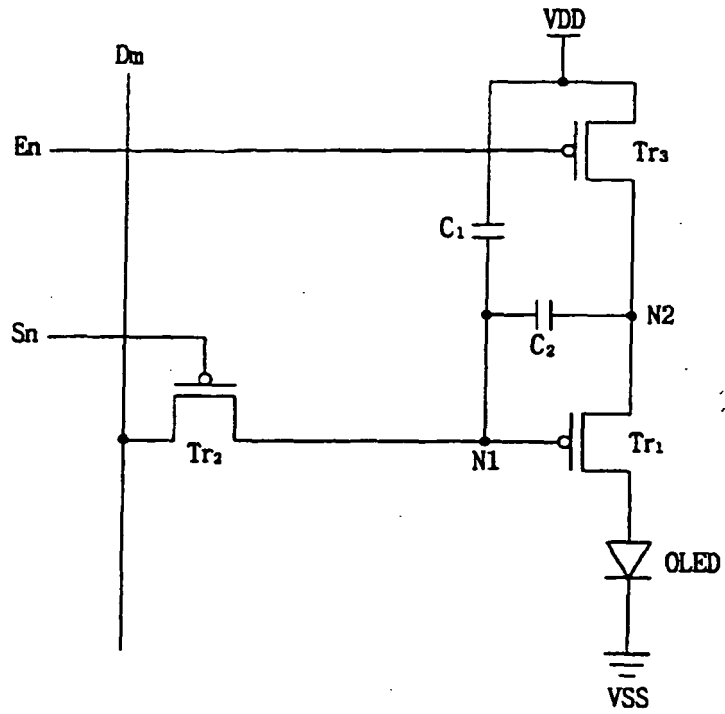 VDD
Dm
En
Tr₃
C₁
Sn
C₂
N2
Tr₂
N1
Tr₁
OLED
VSS